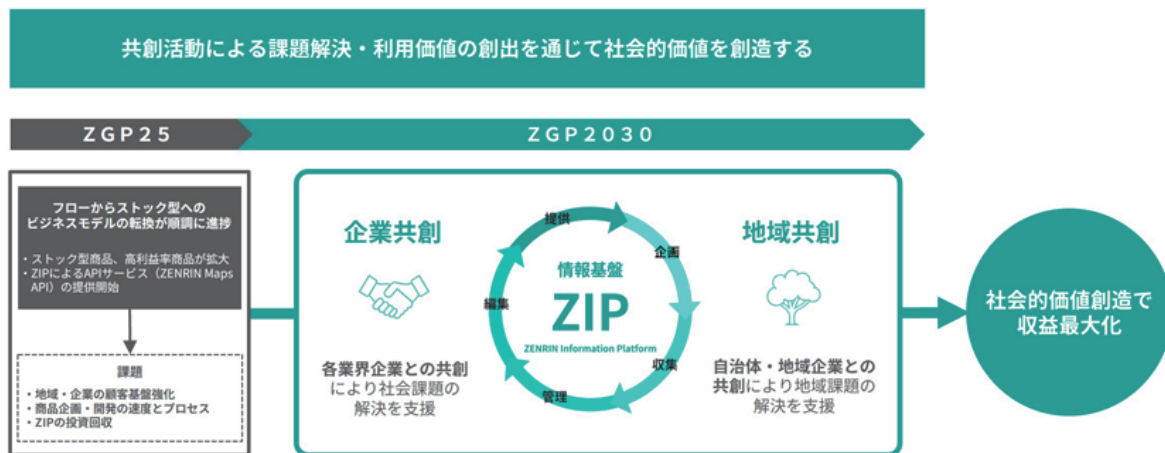 共創活動による課題解決・利用価値の創出を通じて社会的価値を創造する
ZGP25
ZGP2030
フローからストック型への
ビジネスモデルの転換が順調に進捗
・ストック型商品、高利益率商品が拡大
・ZIPによるAPIサービス（ZENRIN Maps
API）の提供開始
課題
・地域・企業の顧客基盤強化
・商品企画・開発の速度とプロセス
・ZIPの投資回収
企業共創
各業界企業との共創
により社会課題の
解決を支援
提供
企画
収集
管理
編集
情報基盤
ZIP
ZENRIN Information Platform
地域共創
自治体・地域企業との
共創により地域課題の
解決を支援
社会的価値創造で
収益最大化